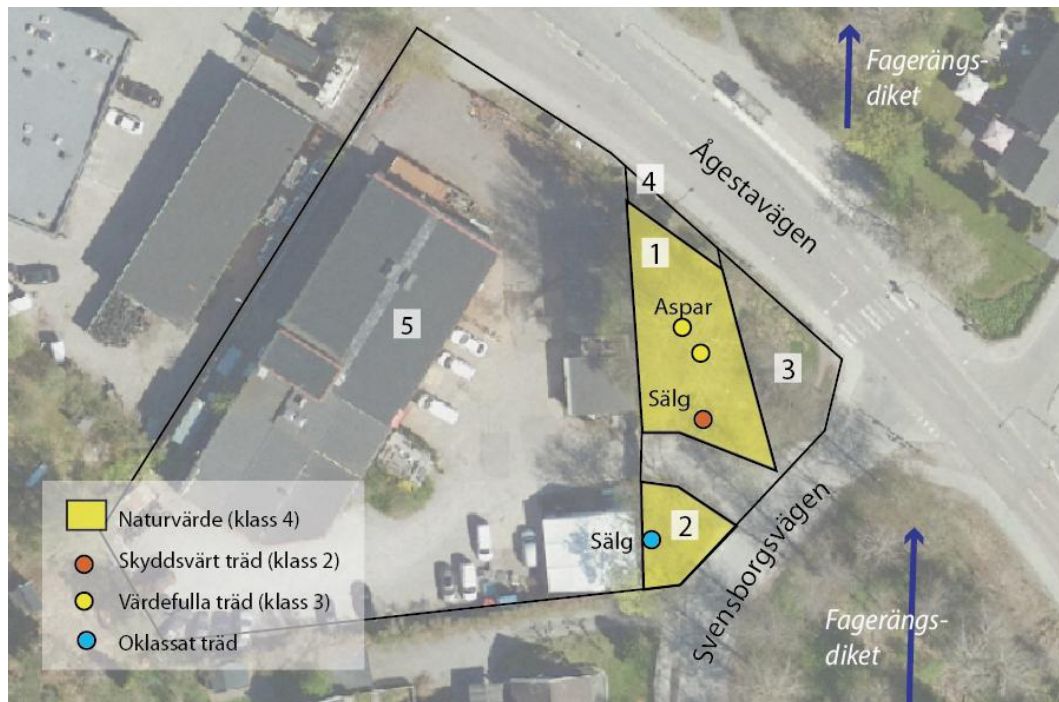 Fagerängs-
diket
Ågestavägen
4
1
Aspar
5
3
Sälg
2
Sälg
Svensborgsvägen
Fagerängs-
diket
Naturvärde (klass 4)
Skyddsvärt träd (klass 2)
Värdefulla träd (klass 3)
Oklassat träd